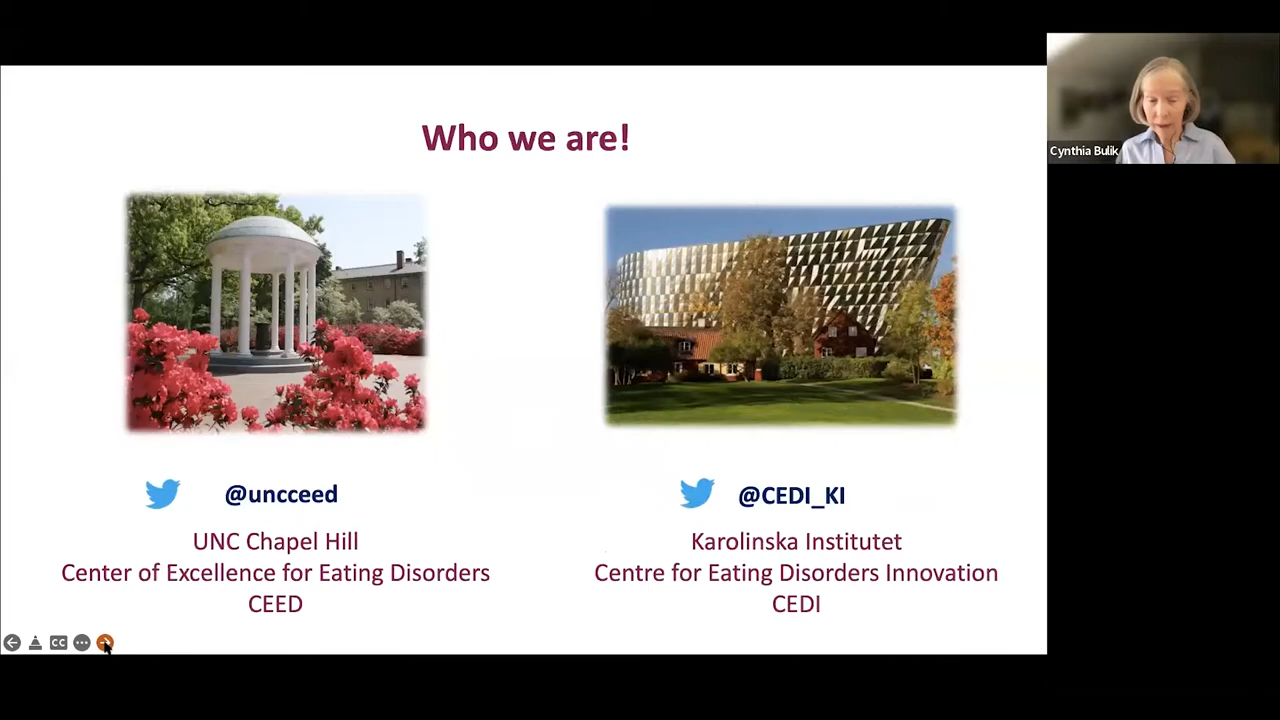 Who we are!
Cynthia Bulik
@uncceed
@CEDI_KI
UNC Chapel Hill
Center of Excellence for Eating Disorders
CEED
Karolinska Institutet
Centre for Eating Disorders Innovation
CEDI
CC